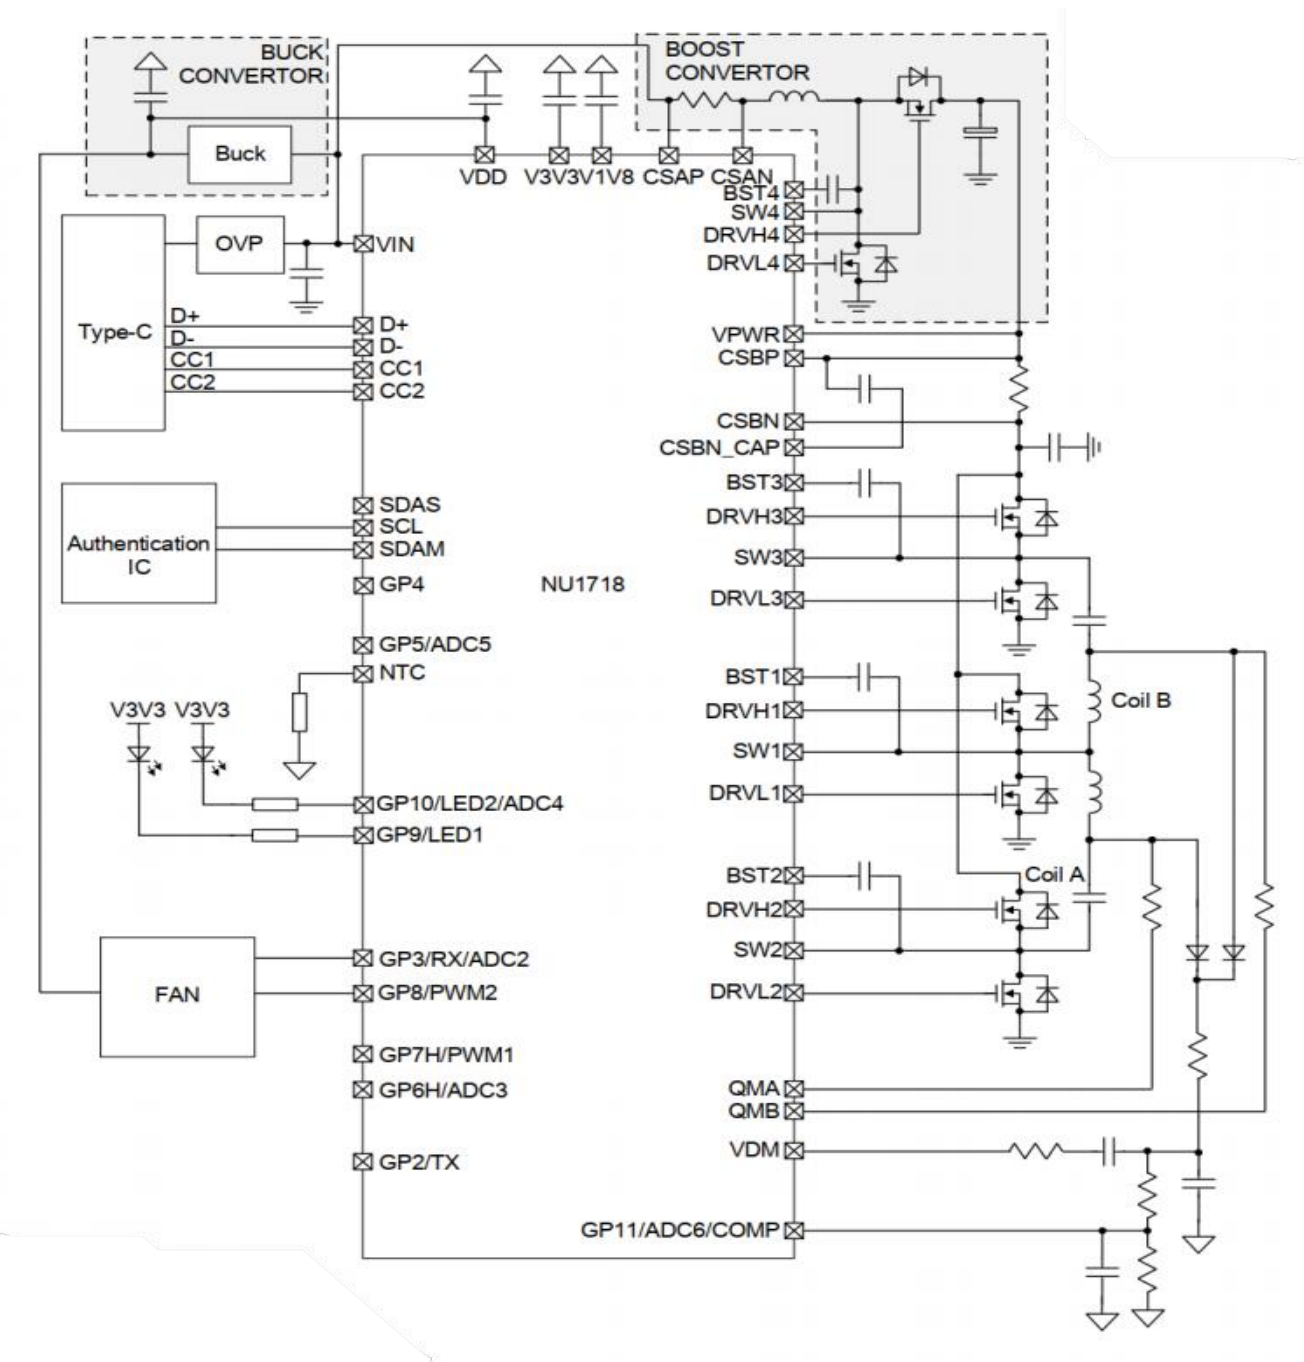 BUCK
CONVERTOR
BOOST
CONVERTOR
Buck
VDD
V3V3
V1V8
CSAP
CSAN
BST4
SW4
DRVH4
DRVL4
OVP
VIN
Type-C
D+
D-
CC1
CC2
D+
D-
CC1
CC2
VPWR
CSBP
CSBN
CSBN_CAP
BST3
DRVH3
SW3
DRVL3
Authentication
IC
SDAS
SCL
SDAM
GP4
NU1718
GP5/ADC5
NTC
BST1
DRVH1
SW1
DRVL1
Coil B
V3V3
V3V3
GP10/LED2/ADC4
GP9/LED1
BST2
DRVH2
SW2
DRVL2
Coil A
FAN
GP3/RX/ADC2
GP8/PWM2
GP7H/PWM1
GP6H/ADC3
GP2/TX
QMA
QMB
VDM
GP11/ADC6/COMP